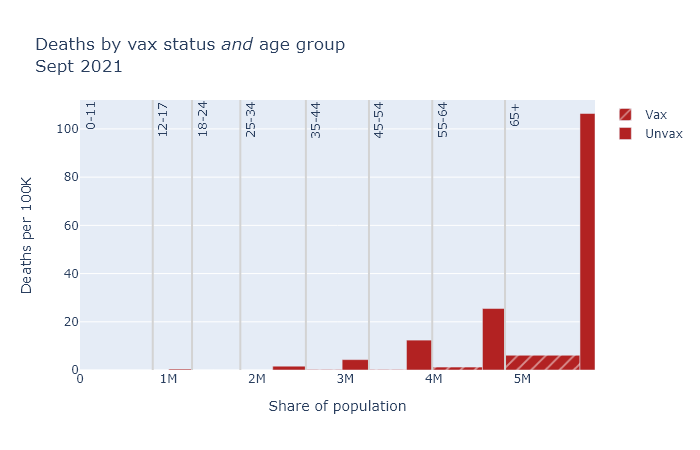 Deaths by vax status and age group
Sept 2021
0-11
12-17
18-24
25-34
35-44
45-54
55-64
65+
Vax
Unvax
Deaths per 100K
100
80
60
40
20
0
0
1M
2M
3M
4M
5M
Share of population